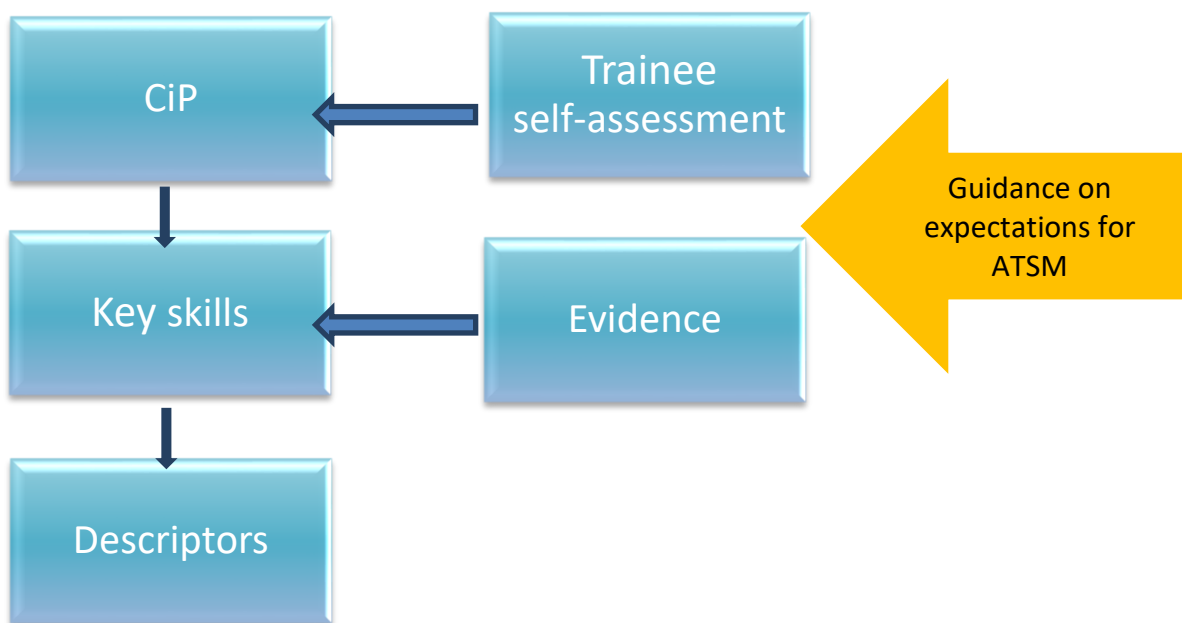 CiP
Trainee
self-assessment
Guidance on
expectations for
ATSM
Key skills
Evidence
Descriptors